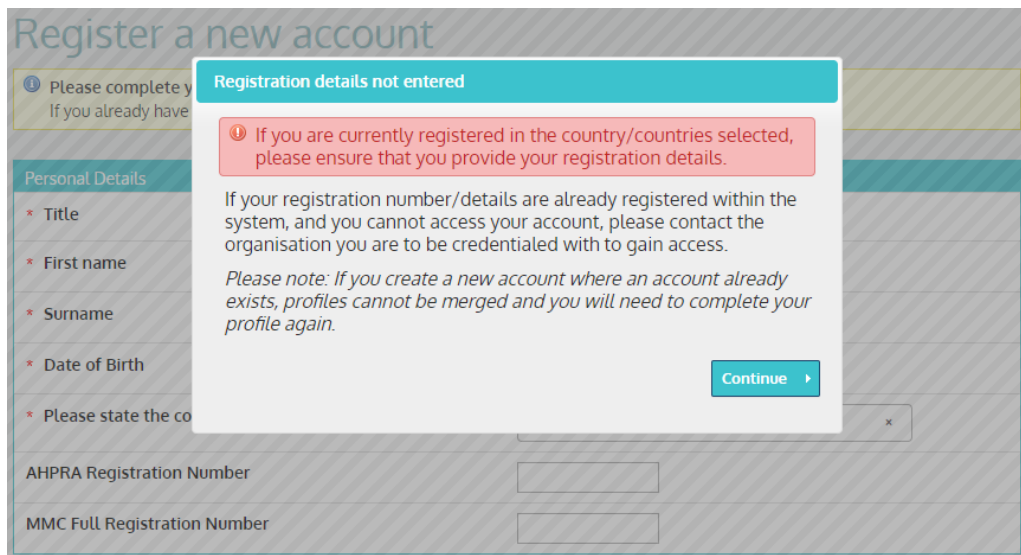 Register a new account
Please complete y
If you already have
Registration details not entered
If you are currently registered in the country/countries selected,
please ensure that you provide your registration details.
If your registration number/details are already registered within the
system, and you cannot access your account, please contact the
organisation you are to be credentialed with to gain access.
Please note: If you create a new account where an account already
exists, profiles cannot be merged and you will need to complete your
profile again.
Continue
Personal Details
* Title
* First name
* Surname
* Date of Birth
* Please state the co
×
AHPRA Registration Number
MMC Full Registration Number